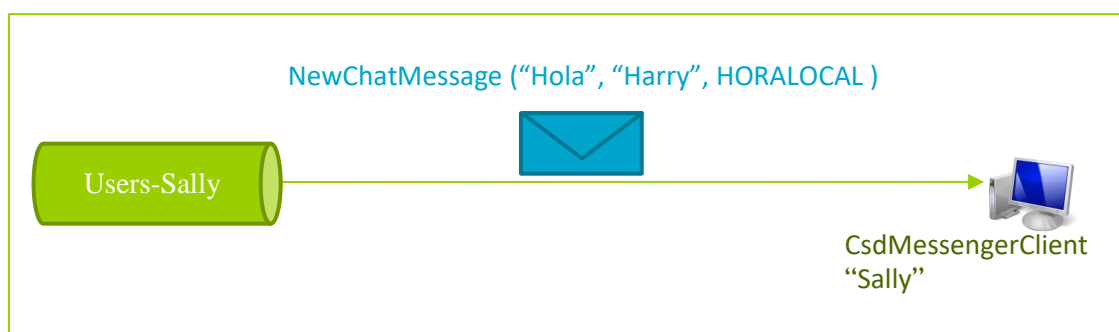 NewChatMessage (“Hola”, “Harry”, HORALOCAL )
Users-Sally
CsdMessengerClient
“Sally”